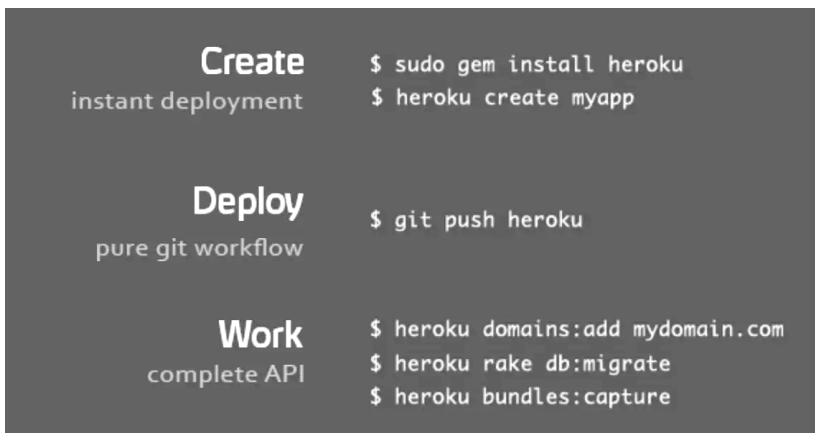 Create
instant deployment
$ sudo gem install heroku
$ heroku create myapp
Deploy
pure git workflow
$ git push heroku
Work
complete API
$ heroku domains:add mydomain.com
$ heroku rake db:migrate
$ heroku bundles:capture